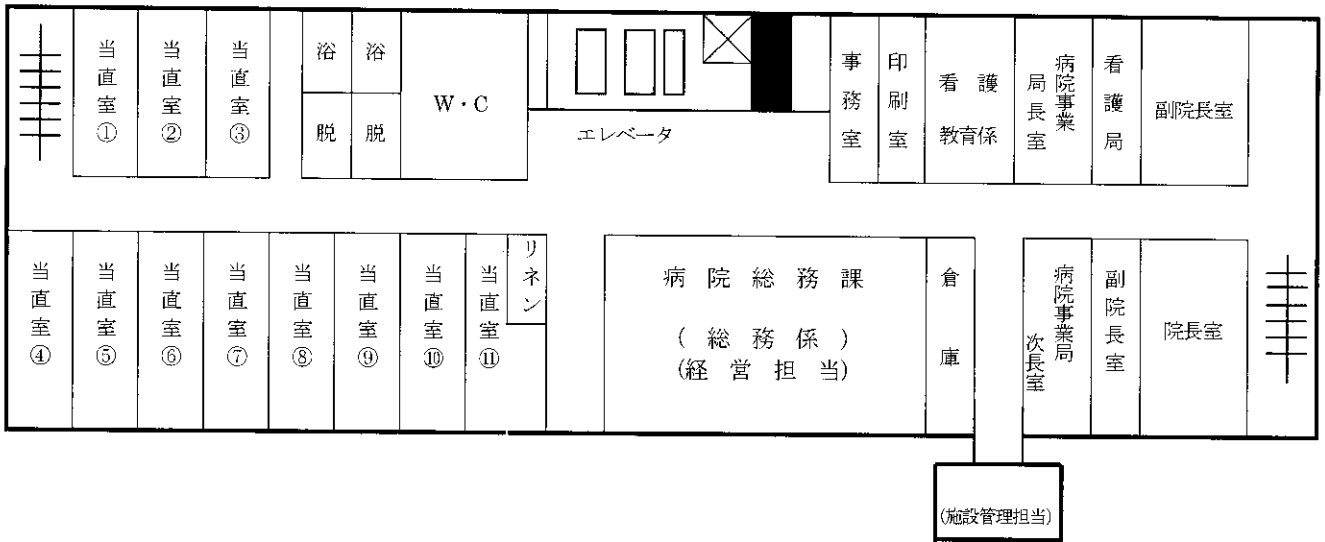 当直室①
当直室②
当直室③
浴
浴
脱
脱
W・C
エレベータ
事務室
印刷室
看護
教育係
病院事業
局長室
看護局
副院長室
当直室④
当直室⑤
当直室⑥
当直室⑦
当直室⑧
当直室⑨
当直室⑩
当直室⑪
リネン
病院総務課
(総務係)
(経営担当)
倉庫
病院事業局
次長室
副院長室
院長室
(施設管理担当)